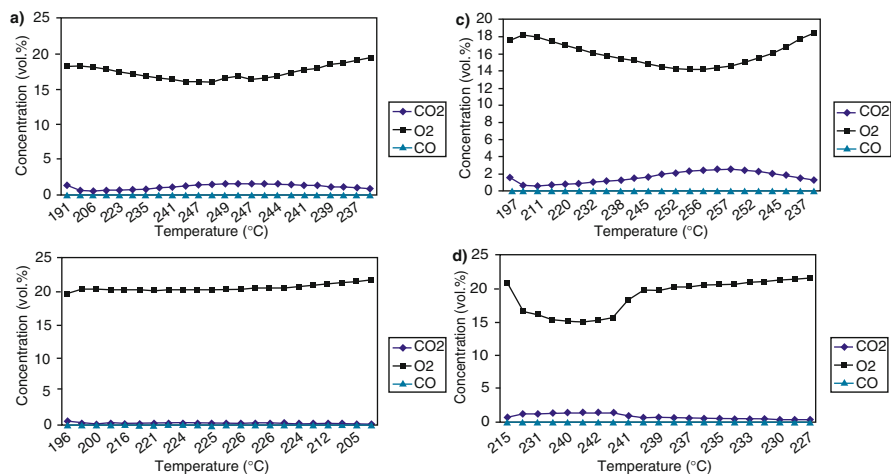 a)
25
20
15
10
5
0
Concentration (vol.%)
191 206 223 235 241 247 249 247 244 241 239 237
Temperature (°C)
CO2
O2
CO
c)
20
18
16
14
12
10
8
6
4
2
0
Concentration (vol.%)
197 211 220 232 238 245 252 256 257 252 245 237
Temperature (°C)
CO2
O2
CO
25
20
15
10
5
0
Concentration (vol.%)
196 200 216 221 224 225 226 226 224 212 205
Temperature (°C)
CO2
O2
CO
d)
25
20
15
10
5
0
Concentration (vol.%)
215 231 240 242 241 239 237 235 233 230 227
Temperature (°C)
CO2
O2
CO